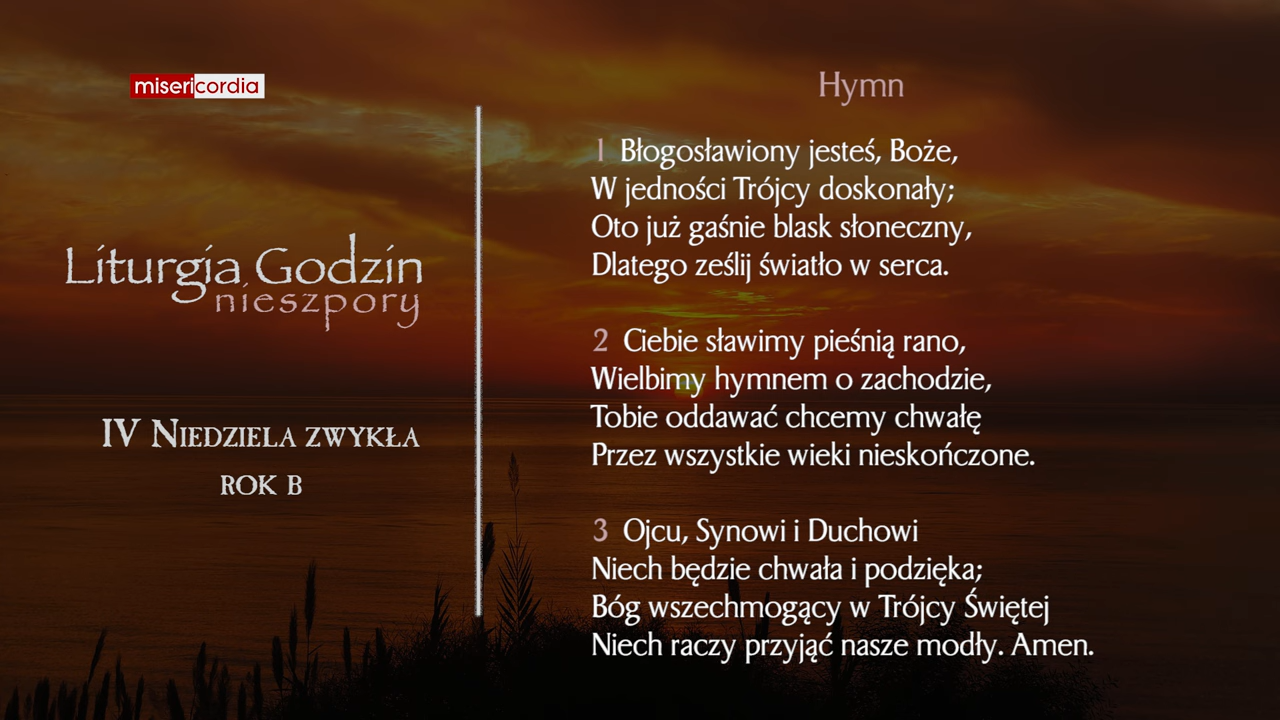 misericordia
Liturgia Godzin
nieszpory
IV Niedziela zwykła
rok B
Hymn
1 Błogosławiony jesteś, Boże,
W jedności Trójcy doskonały;
Oto już gaśnie blask słoneczny,
Dlatego ześlij światło w serca.
2 Ciebie sławimy pieśnią rano,
Wielbimy hymnem o zachodzie,
Tobie oddawać chcemy chwałę
Przez wszystkie wieki nieskończone.
3 Ojcu, Synowi i Duchowi
Niech będzie chwała i podzięka;
Bóg wszechmogący w Trójcy Świętej
Niech raczy przyjąć nasze modły. Amen.